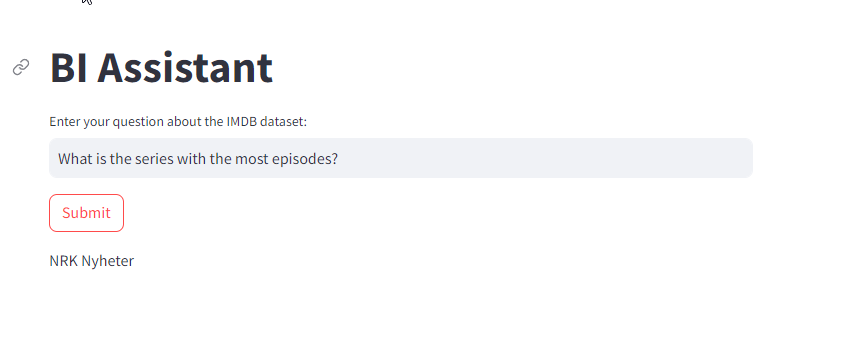 BI Assistant
Enter your question about the IMDB dataset:
What is the series with the most episodes?
Submit
NRK Nyheter